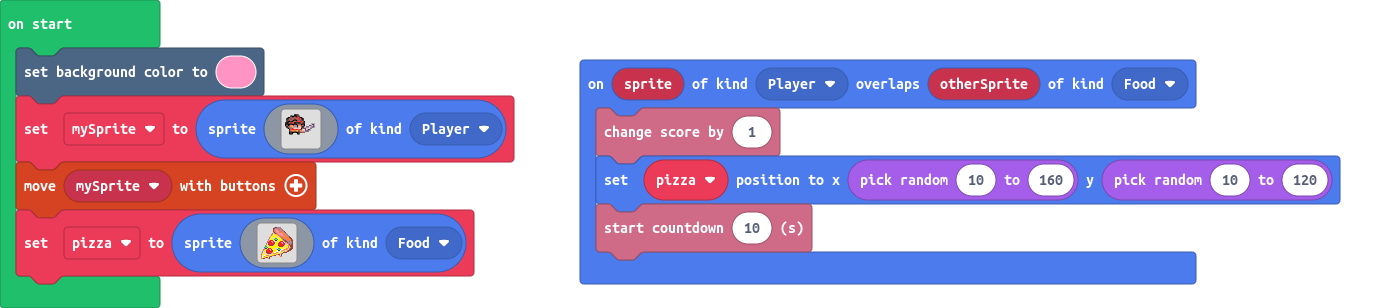 on start
set background color to
set mySprite to sprite of kind Player
move mySprite with buttons
set pizza to sprite of kind Food
on sprite of kind Player overlaps otherSprite of kind Food
change score by 1
set pizza position to x pick random 10 to 160 y pick random 10 to 120
start countdown 10 (s)